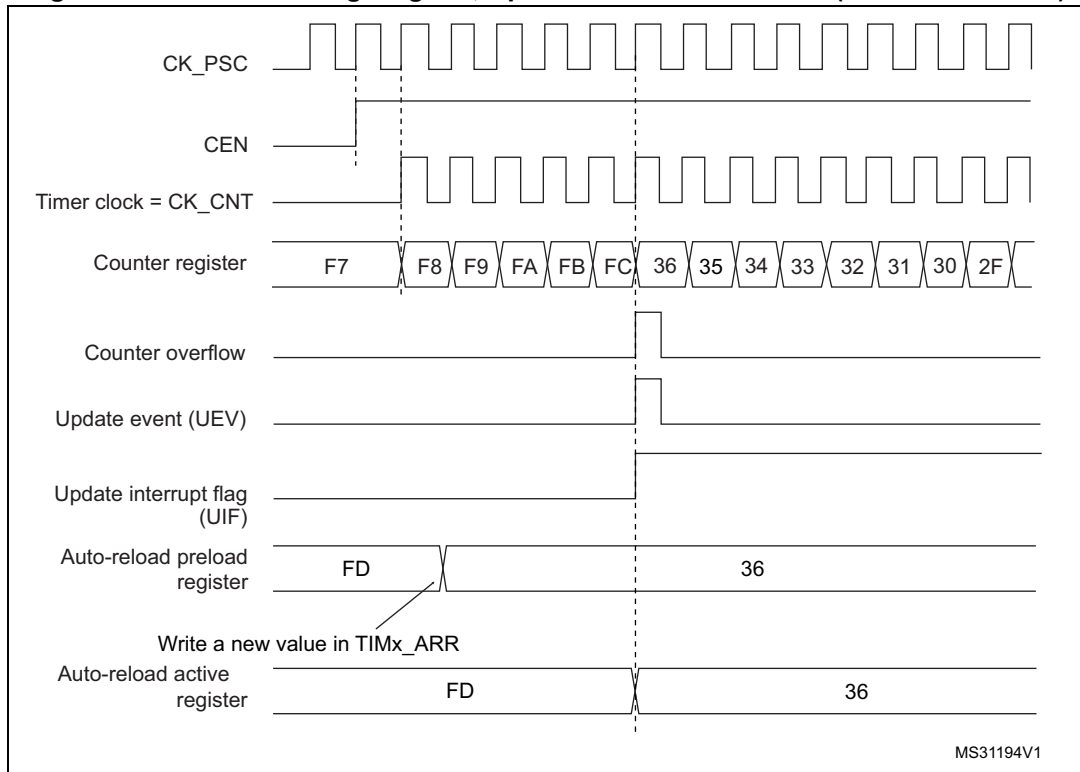 CK_PSC
CEN
Timer clock = CK_CNT
Counter register
F7 F8 F9 FA FB FC 36 35 34 33 32 31 30 2F
Counter overflow
Update event (UEV)
Update interrupt flag
(UIF)
Auto-reload preload
register
FD 36
Write a new value in TIMx_ARR
Auto-reload active
register
FD 36
MS31194V1